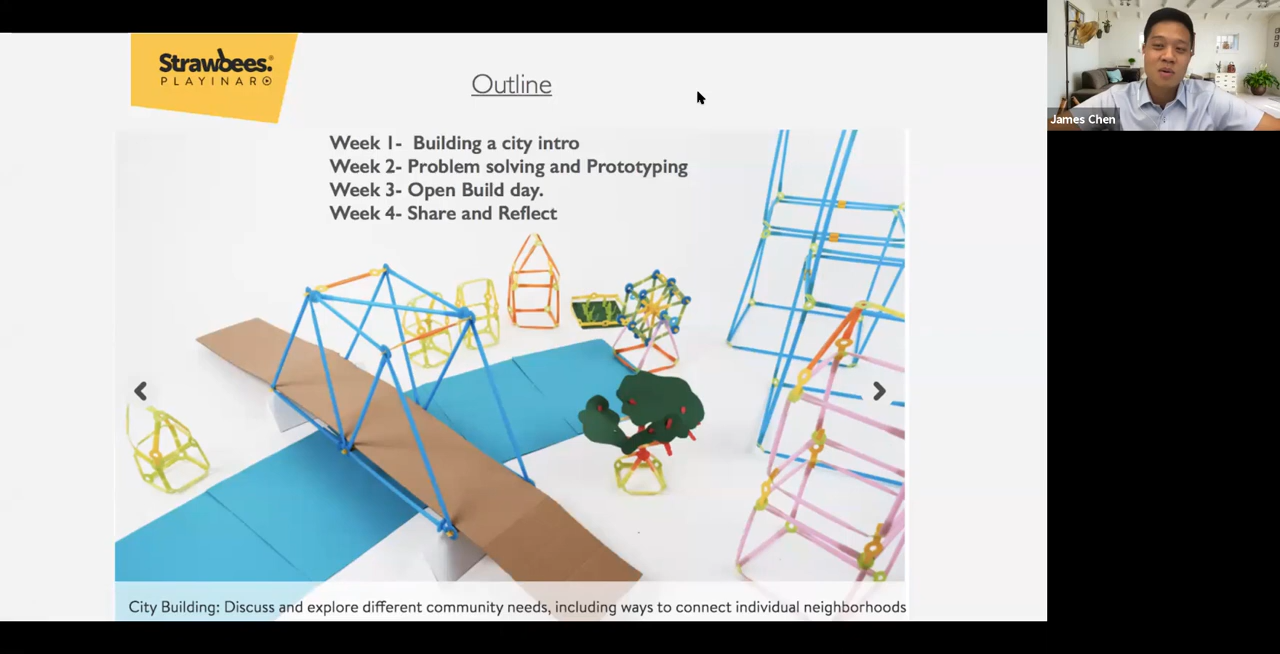 Strawbees.®
PLAYINAR
Outline
Week 1- Building a city intro
Week 2- Problem solving and Prototyping
Week 3- Open Build day.
Week 4- Share and Reflect
City Building: Discuss and explore different community needs, including ways to connect individual neighborhoods
James Chen